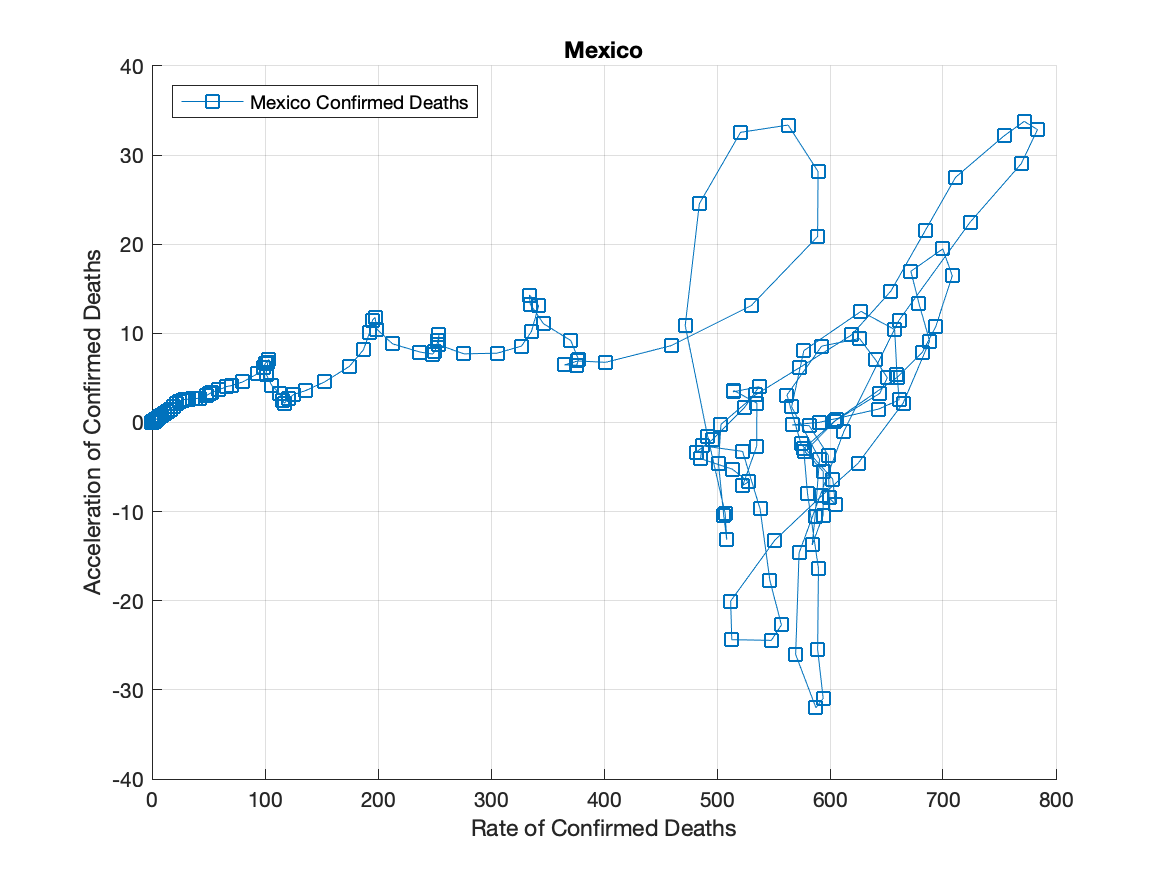 Mexico
40
30
20
10
0
-10
-20
-30
-40
Mexico Confirmed Deaths
Acceleration of Confirmed Deaths
0 100 200 300 400 500 600 700 800
Rate of Confirmed Deaths